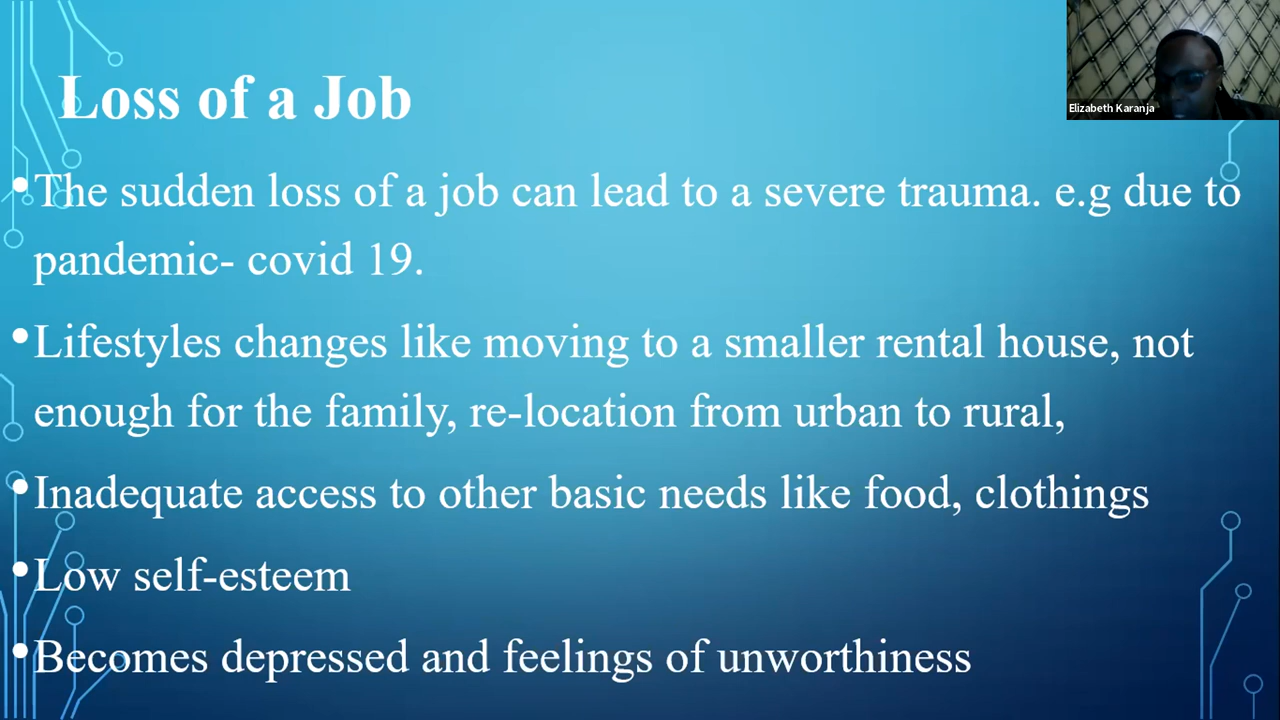 Loss of a Job
Elizabeth Karanja
•The sudden loss of a job can lead to a severe trauma. e.g due to
pandemic- covid 19.
•Lifestyles changes like moving to a smaller rental house, not
enough for the family, re-location from urban to rural,
•Inadequate access to other basic needs like food, clothings
•Low self-esteem
•Becomes depressed and feelings of unworthiness